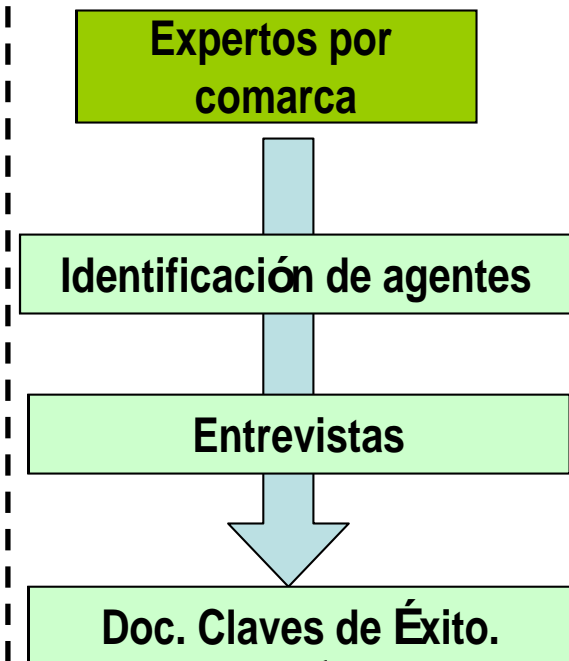 Expertos por
comarca
Identificación de agentes
Entrevistas
Doc. Claves de Éxito.